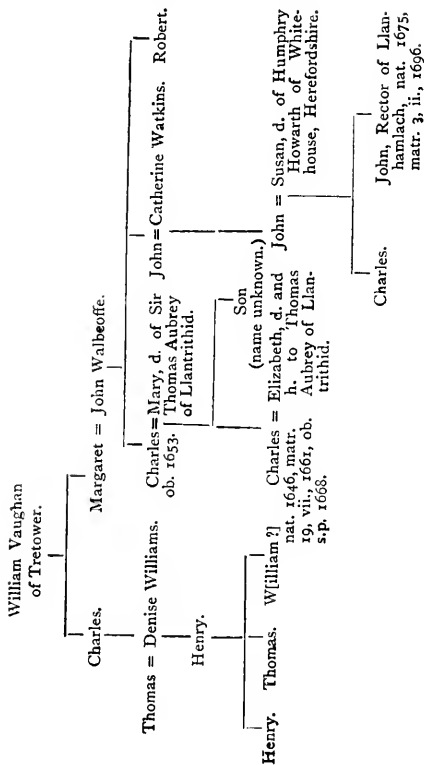 William Vaughan
of Tretower.
Charles.
Margaret = John Walbeoffe.
Thomas = Denise Williams.
Charles = Mary, d. of Sir
ob. 1653. Thomas Aubrey
of Llantrithid.
John = Catherine Watkins.
Robert.
Henry.
Son
(name unknown.)
Henry.
Thomas.
W[illiam ?]
Charles = Elizabeth, d. and
nat. 1646, matr. h. to Thomas
19, vii., 1661, ob. Aubrey of Llan-
s.p. 1668. trithid.
John = Susan, d. of Humphry
Howarth of White-
house, Herefordshire.
Charles.
John, Rector of Llan-
hamlach, nat. 1675,
matr. 3, ii., 1696.